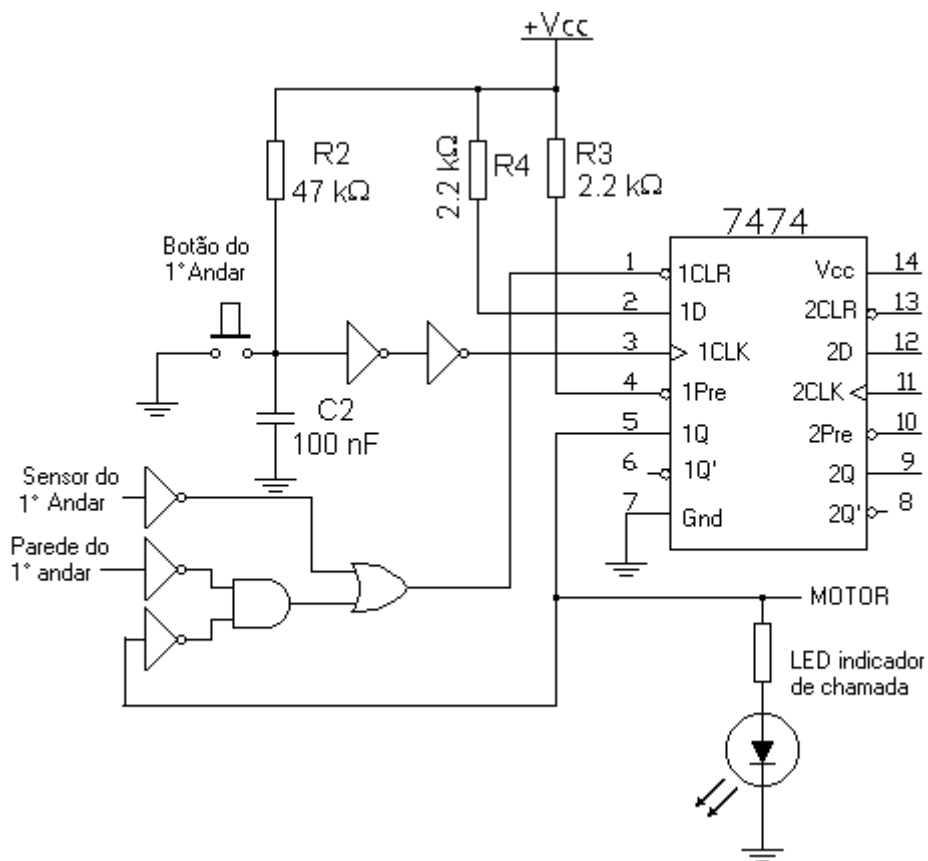 +Vcc
R2
47 kΩ
2.2 kΩ
R4
R3
2.2 kΩ
7474
Botão do
1°Andar
1
1CLR
Vcc
14
2
1D
2CLR
13
3
1CLK
2D
12
4
1Pre
2CLK
11
5
1Q
2Pre
10
6
1Q'
2Q
9
7
Gnd
2Q'
8
C2
100 nF
Sensor do
1° Andar
Parede do
1° andar
MOTOR
LED indicador
de chamada